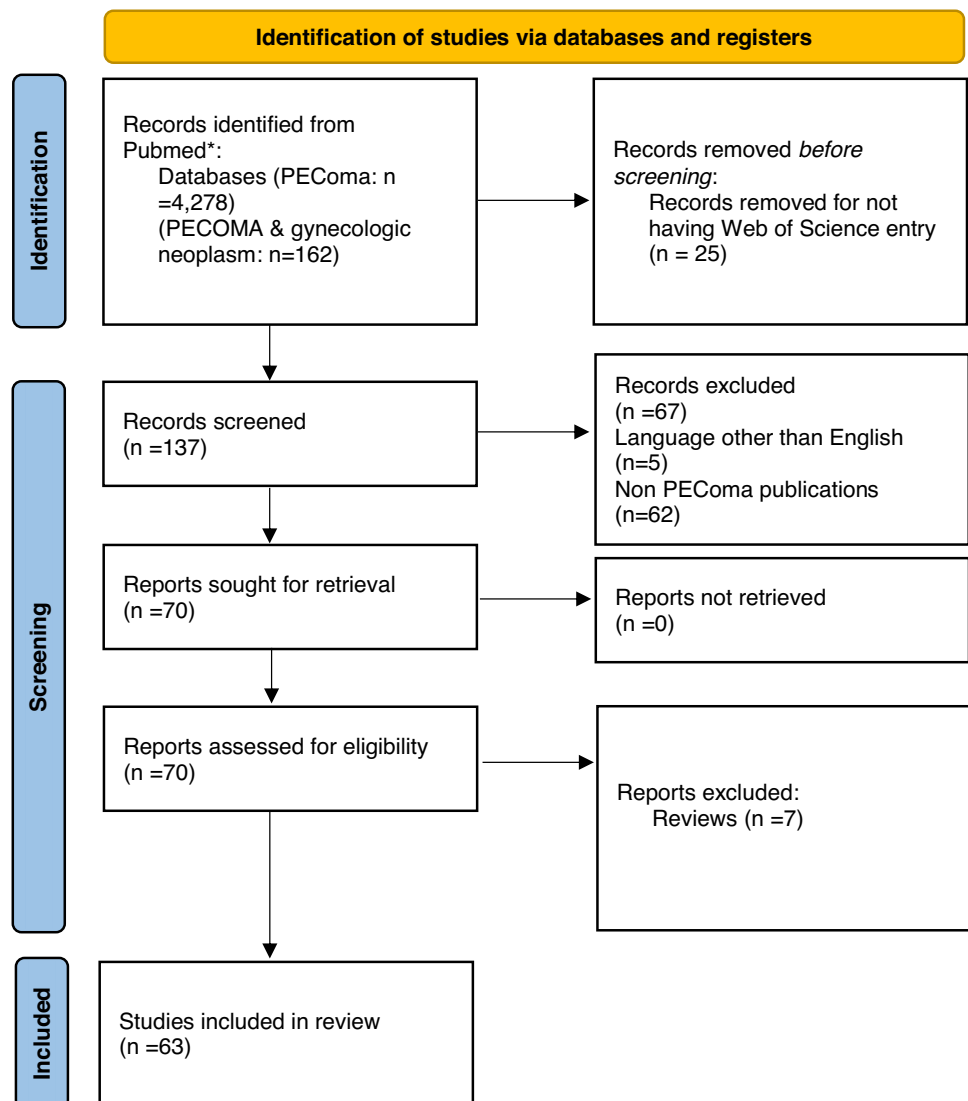 Identification of studies via databases and registers
Identification
Records identified from
Pubmed*:
Databases (PEComa: n
=4,278)
(PECOMA & gynecologic
neoplasm: n=162)
Records removed before
screening:
Records removed for not
having Web of Science entry
(n = 25)
Screening
Records screened
(n =137)
Records excluded
(n =67)
Language other than English
(n=5)
Non PEComa publications
(n=62)
Reports sought for retrieval
(n =70)
Reports not retrieved
(n =0)
Reports assessed for eligibility
(n =70)
Reports excluded:
Reviews (n =7)
Included
Studies included in review
(n =63)